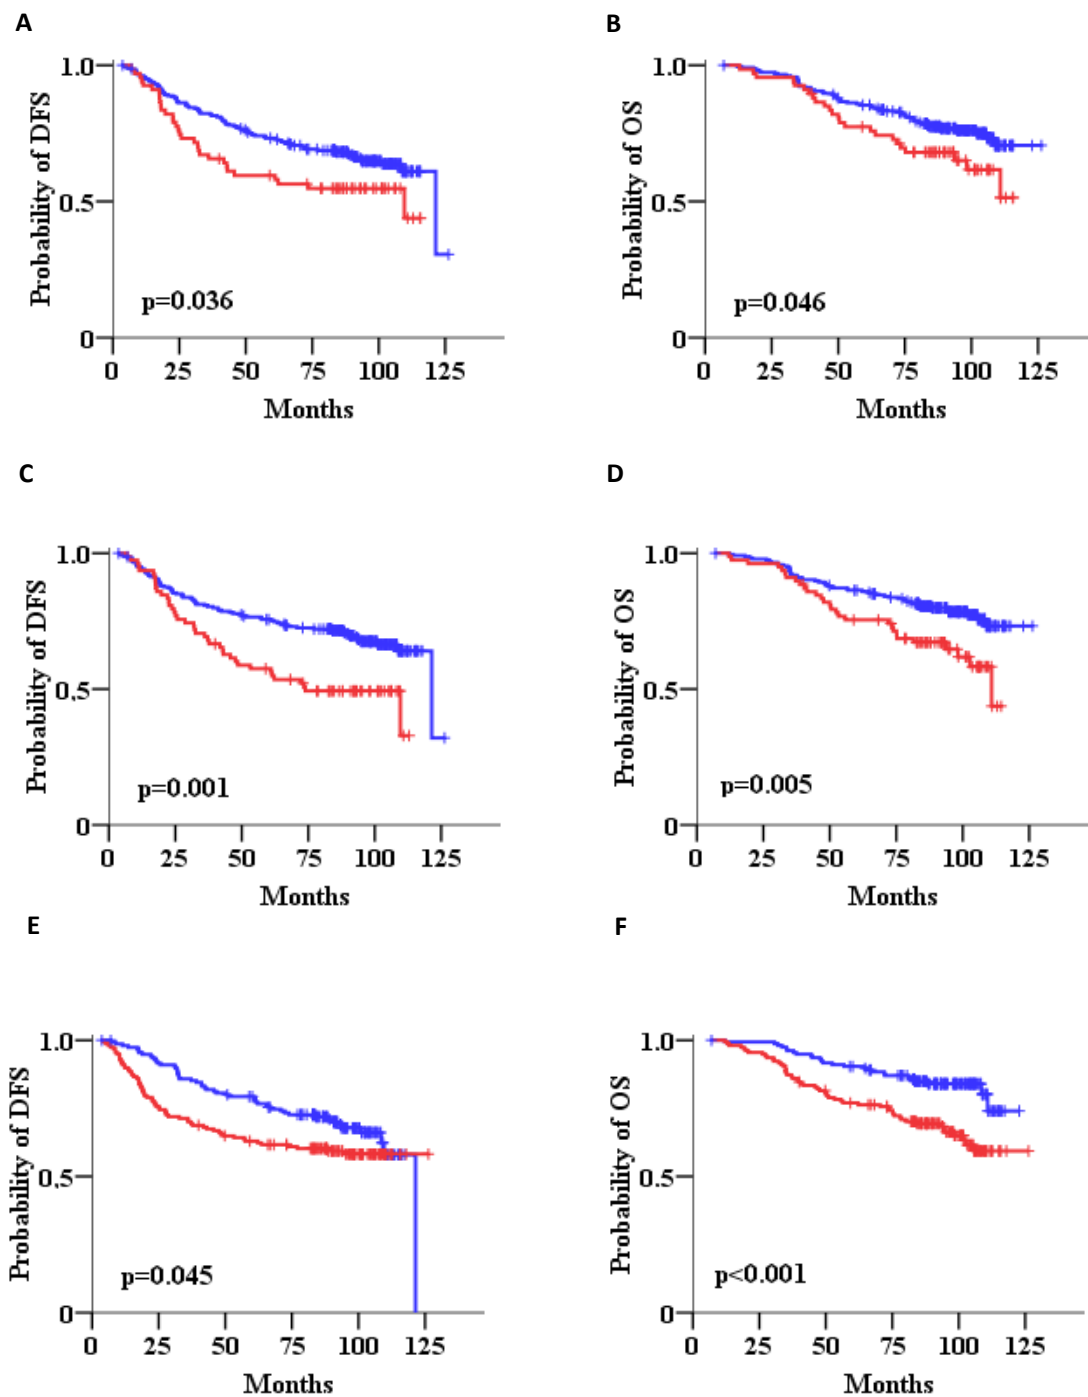 A
Probability of DFS
1.0
0.5
0
p=0.036
0 25 50 75 100 125
Months
B
Probability of OS
1.0
0.5
0
p=0.046
0 25 50 75 100 125
Months
C
Probability of DFS
1.0
0.5
0
p=0.001
0 25 50 75 100 125
Months
D
Probability of OS
1.0
0.5
0
p=0.005
0 25 50 75 100 125
Months
E
Probability of DFS
1.0
0,5
0
p=0.045
0 25 50 75 100 125
Months
F
Probability of OS
1.0
0.5
0
p<0.001
0 25 50 75 100 125
Months